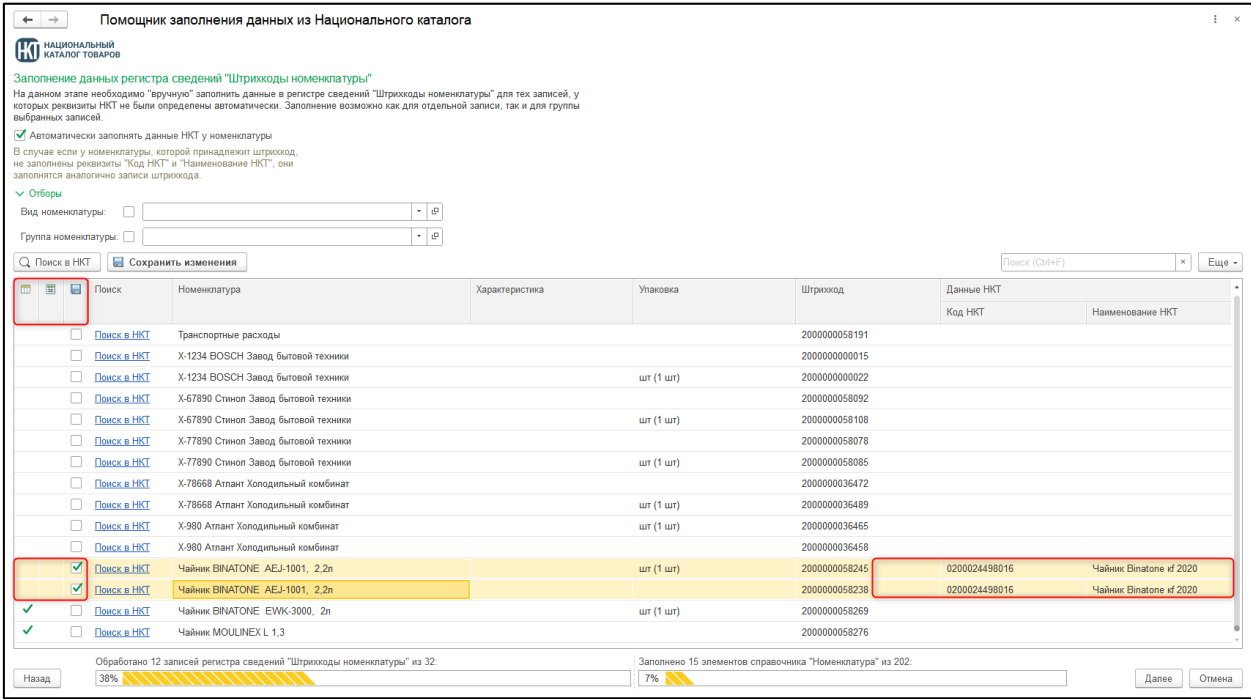 Помощник заполнения данных из Национального каталога
НКТ НАЦИОНАЛЬНЫЙ
КАТАЛОГ ТОВАРОВ
Заполнение данных регистра сведений "Штрихкоды номенклатуры"
На данном этапе необходимо "вручную" заполнить данные в регистре сведений "Штрихкоды номенклатуры" для тех записей, у
которых реквизиты НКТ не были определены автоматически. Заполнение возможно как для отдельной записи, так и для группы
выбранных записей.
Автоматически заполнять данные НКТ у номенклатуры
В случае если у номенклатуры, которой принадлежит штрихкод,
не заполнены реквизиты "Код НКТ" и "Наименование НКТ", они
заполнятся аналогично записи штрихкода.
Отборы
Вид номенклатуры:
Группа номенклатуры:
Поиск в НКТ Сохранить изменения Поиск (Ctrl+F) × Еще
Поиск Номенклатура Характеристика Упаковка Штрихкод Данные НКТ
Код НКТ Наименование НКТ
Поиск в НКТ Транспортные расходы 2000000058191
Поиск в НКТ Х-1234 BOSCH Завод бытовой техники 2000000000015
Поиск в НКТ Х-1234 BOSCH Завод бытовой техники шт (1 шт) 2000000000022
Поиск в НКТ Х-67890 Стинол Завод бытовой техники 2000000058092
Поиск в НКТ Х-67890 Стинол Завод бытовой техники шт (1 шт) 2000000058108
Поиск в НКТ Х-77890 Стинол Завод бытовой техники 2000000058078
Поиск в НКТ Х-77890 Стинол Завод бытовой техники шт (1 шт) 2000000058085
Поиск в НКТ Х-78668 Атлант Холодильный комбинат 2000000036472
Поиск в НКТ Х-78668 Атлант Холодильный комбинат шт (1 шт) 2000000036489
Поиск в НКТ Х-980 Атлант Холодильный комбинат шт (1 шт) 2000000036465
Поиск в НКТ Х-980 Атлант Холодильный комбинат 2000000036458
Поиск в НКТ Чайник BINATONE AEJ-1001, 2,2л шт (1 шт) 2000000058245 0200024498016 Чайник Binatone кf 2020
Поиск в НКТ Чайник BINATONE AEJ-1001, 2,2л 2000000058238 0200024498016 Чайник Binatone кf 2020
Поиск в НКТ Чайник BINATONE EWK-3000, 2л шт (1 шт) 2000000058269
Поиск в НКТ Чайник MOULINEX L 1,3 2000000058276
Обработано 12 записей регистра сведений "Штрихкоды номенклатуры" из 32: Заполнено 15 элементов справочника "Номенклатура" из 202:
Назад 38% 7% Далее Отмена